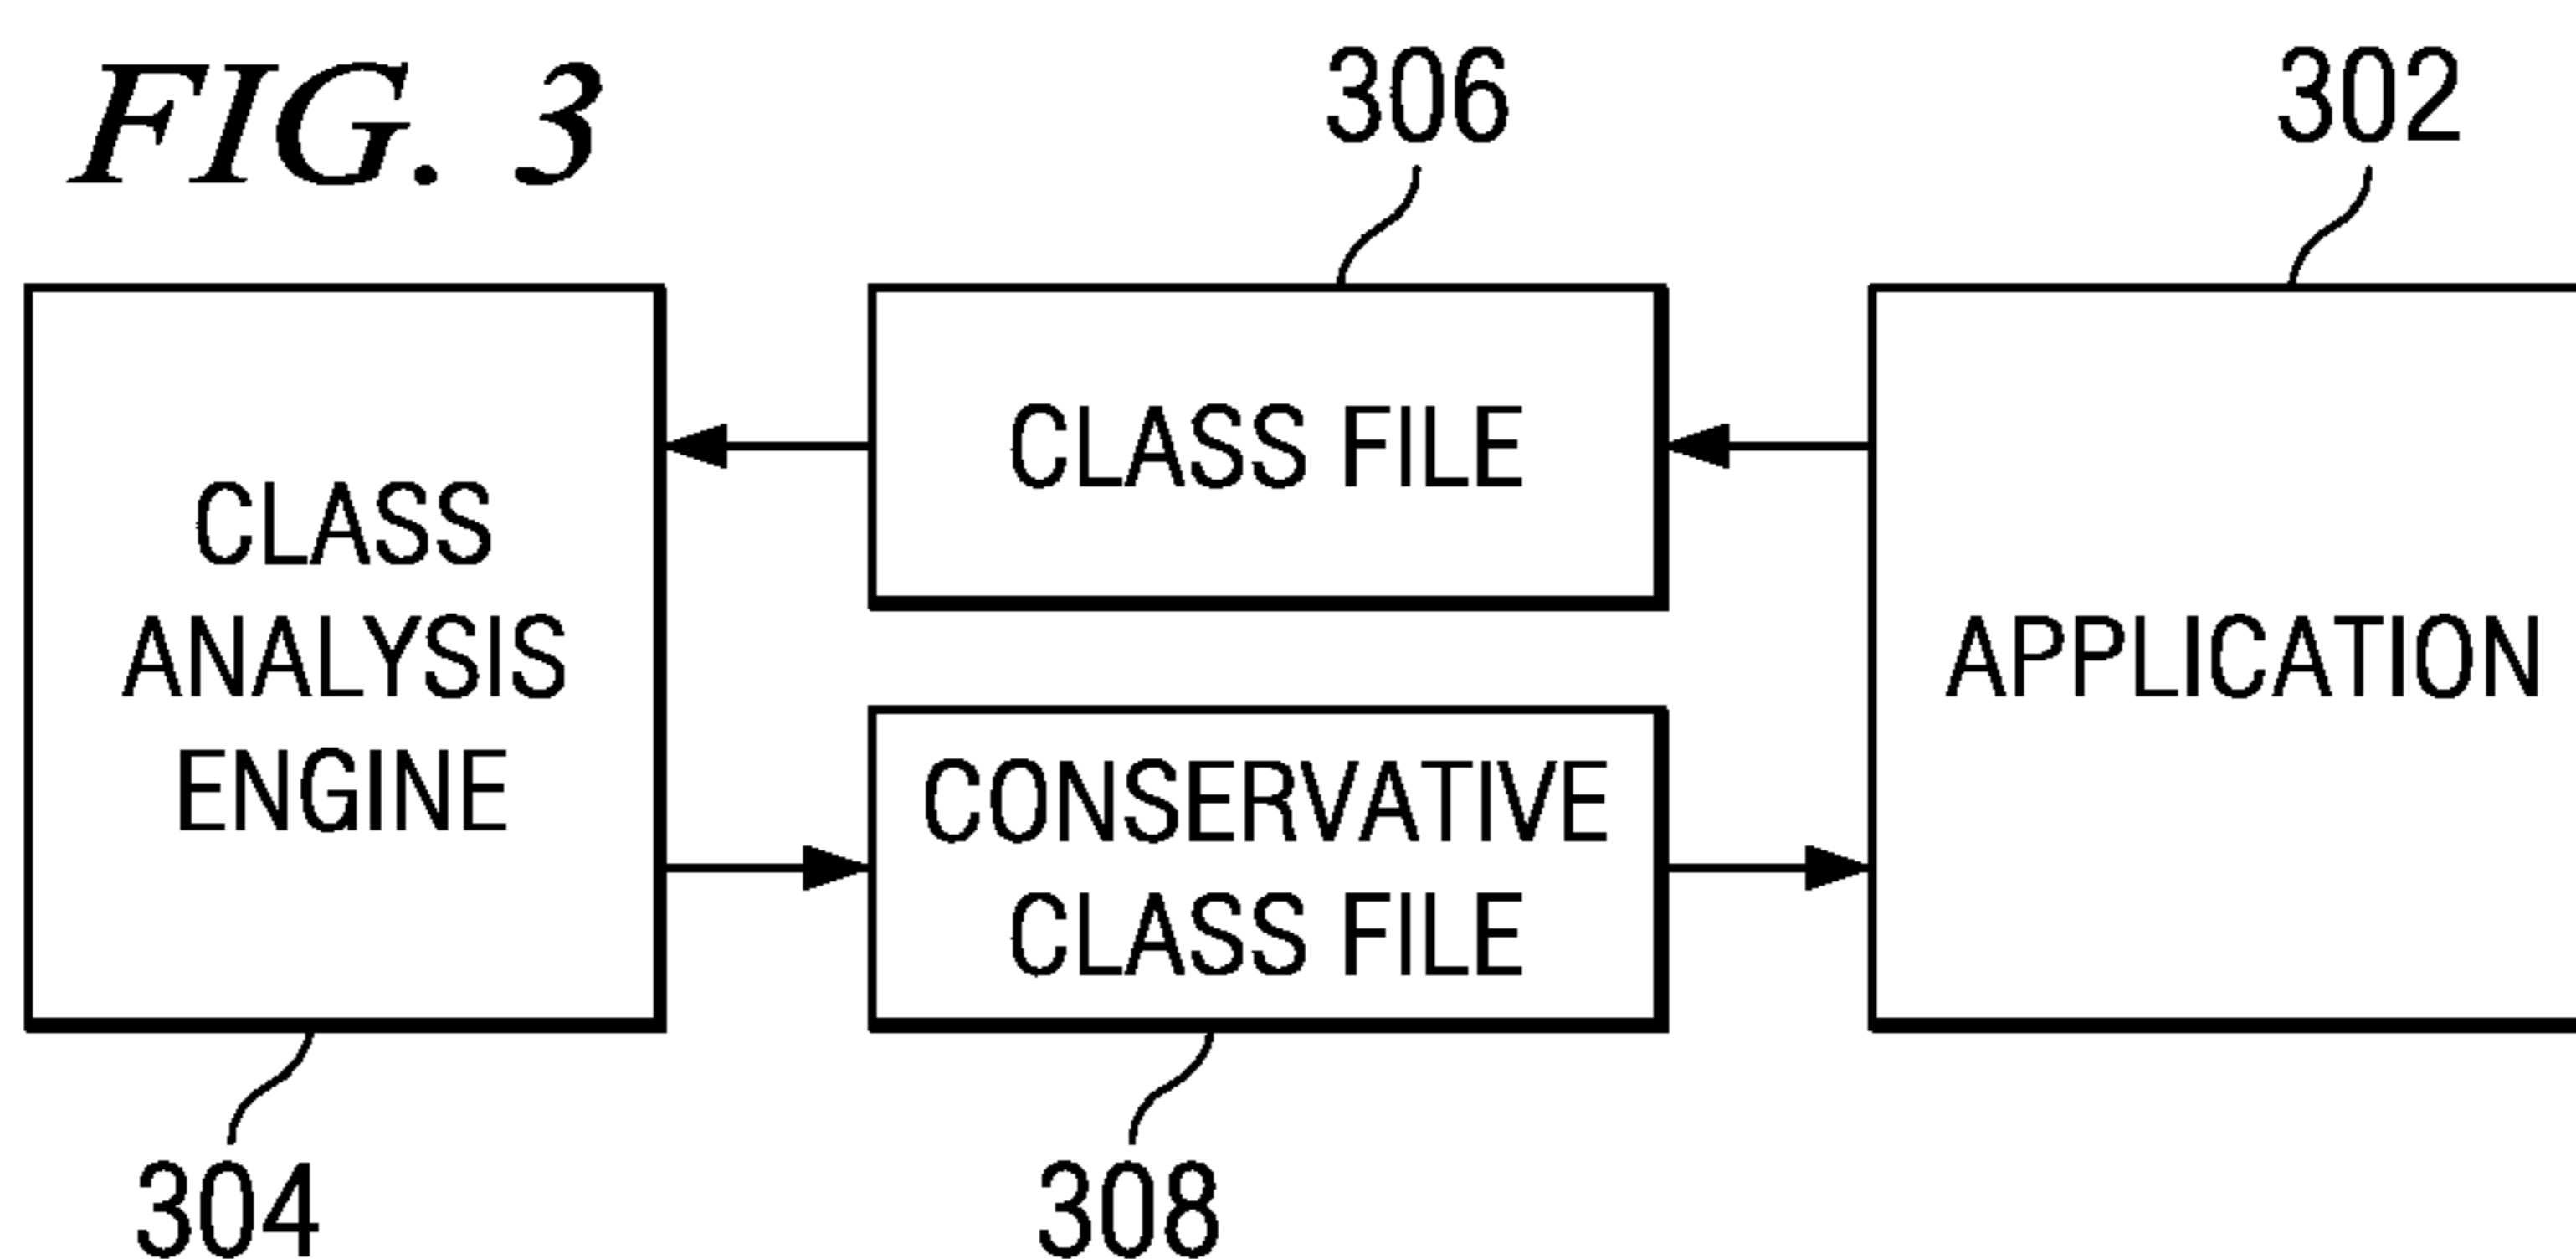 FIG. 3
306
302
CLASS FILE
CLASS
ANALYSIS
ENGINE
APPLICATION
CONSERVATIVE
CLASS FILE
304
308